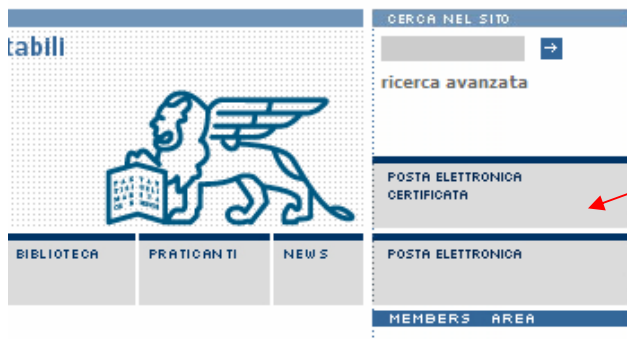 CERCA NEL SITO
tabili
ricerca avanzata
POSTA ELETTRONICA
CERTIFICATA
BIBLIOTECA
PRATICANTI
NEWS
POSTA ELETTRONICA
MEMBERS AREA